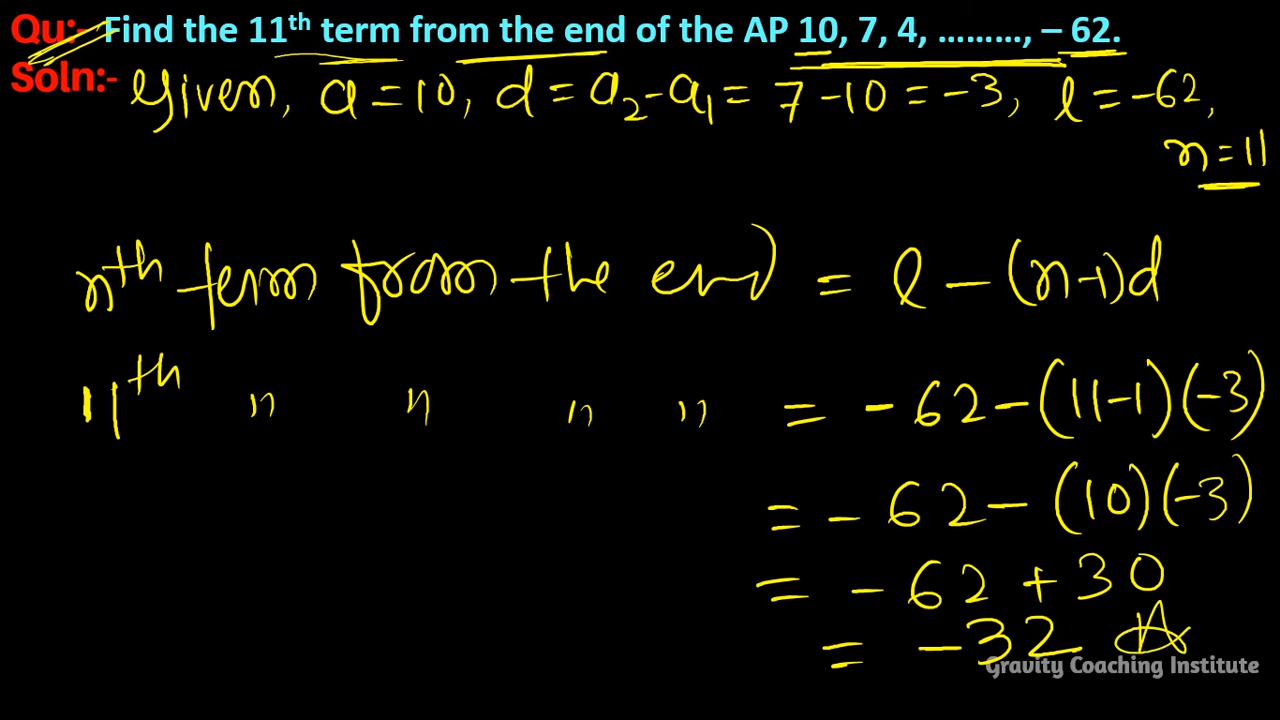 Qu:- Find the 11th term from the end of the AP 10, 7, 4, ………, – 62.
Soln:- Given, a = 10, d = a₂ - a₁ = 7 - 10 = -3, l = -62,
n = 11
nth term from the end = l - (n-1)d
11th " " " " = - 62 - (11-1)(-3)
= - 62 - (10)(-3)
= - 62 + 30
= - 32 A
Gravity Coaching Institute